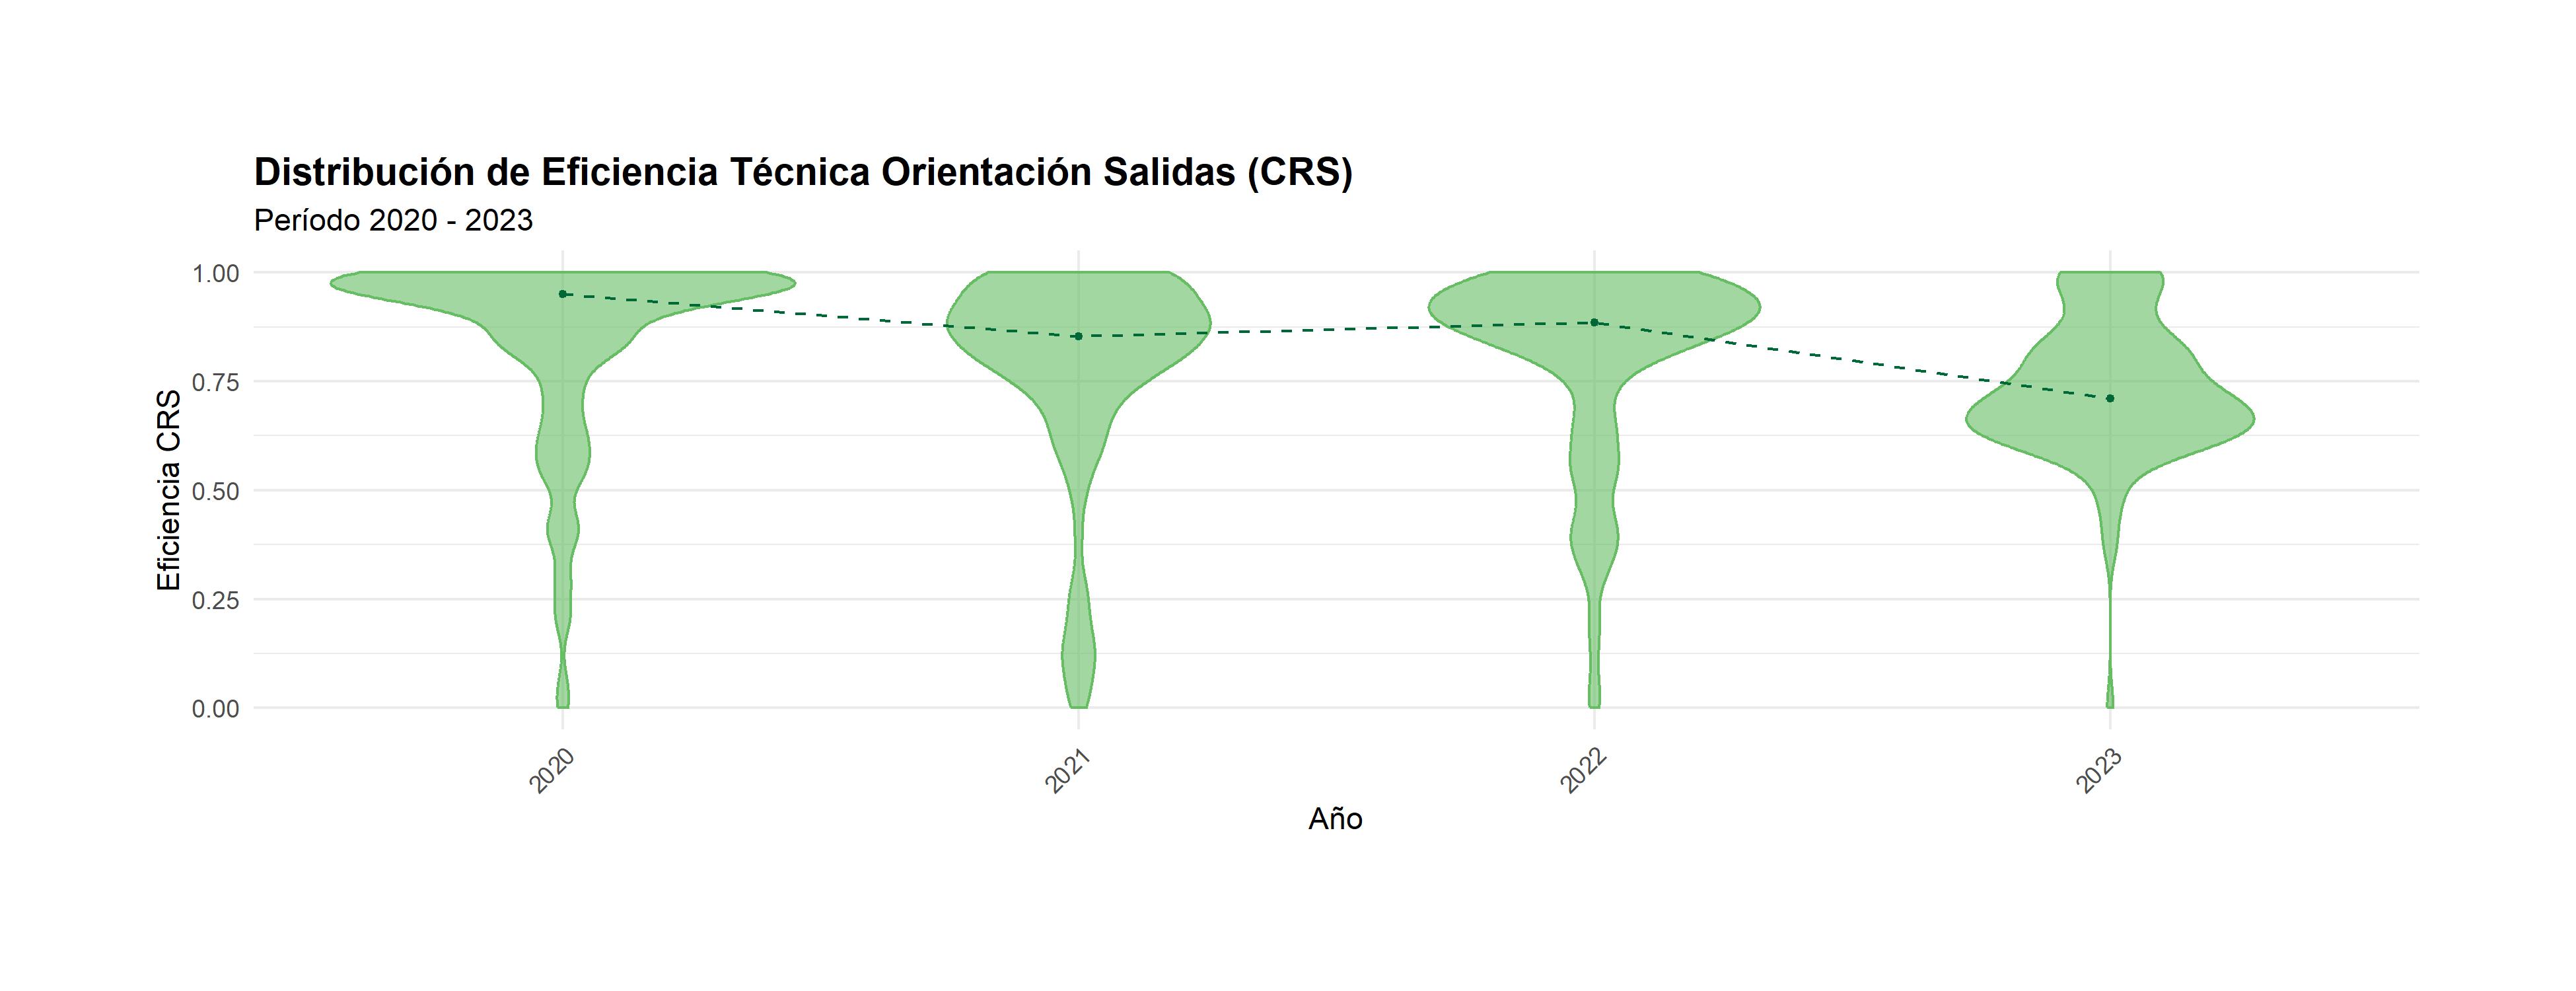 Distribución de Eficiencia Técnica Orientación Salidas (CRS)
Período 2020 - 2023
Eficiencia CRS
1.00
0.75
0.50
0.25
0.00
2020
2021
2022
2023
Año